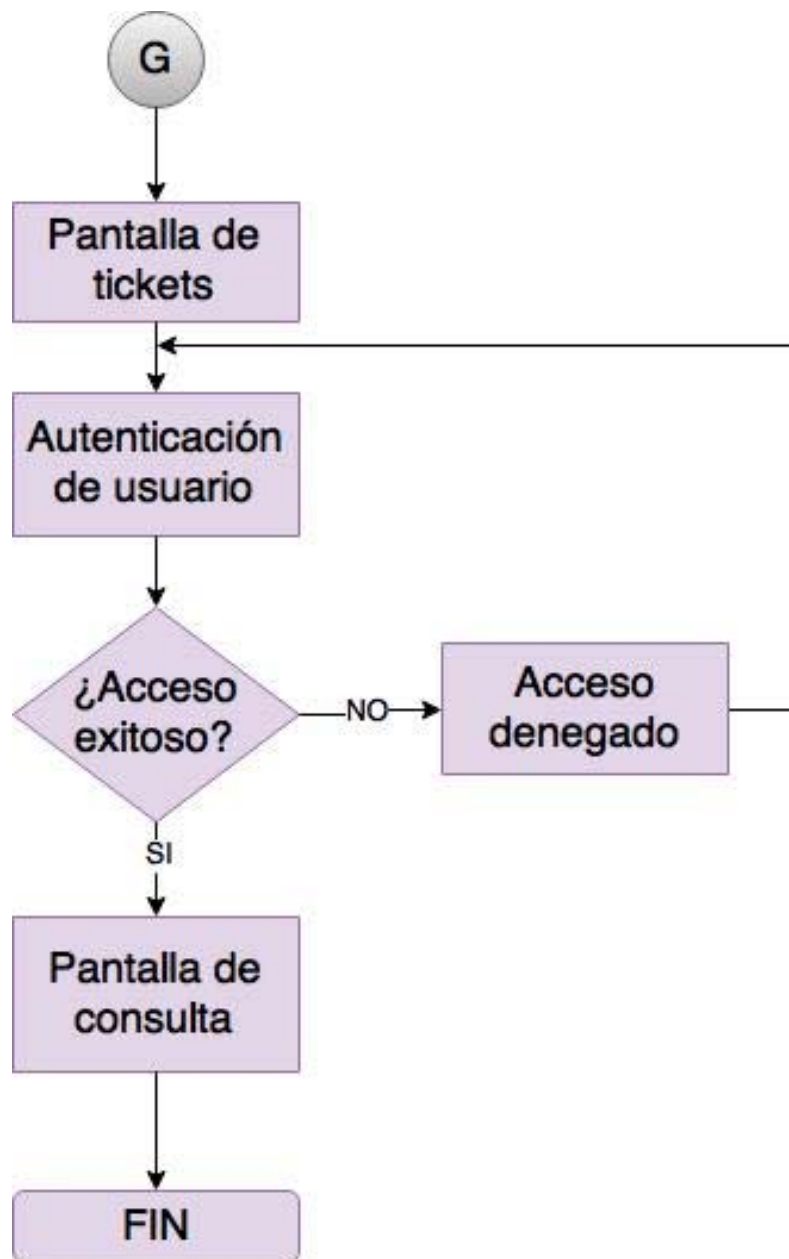 G
Pantalla de
tickets
Autenticación
de usuario
¿Acceso
exitoso?
NO
Acceso
denegado
SI
Pantalla de
consulta
FIN